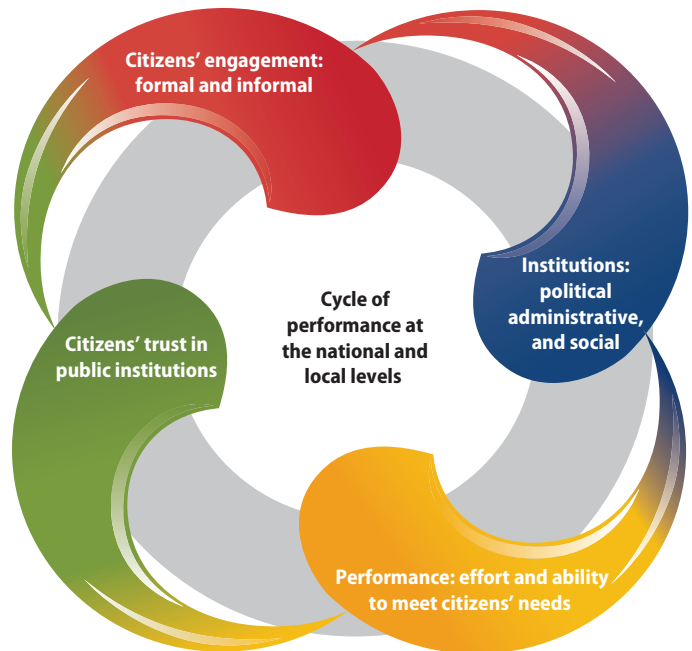 Citizens’ engagement:
formal and informal
Institutions:
political
administrative,
and social
Cycle of
performance at
the national and
local levels
Citizens’ trust in
public institutions
Performance: effort and ability
to meet citizens’ needs